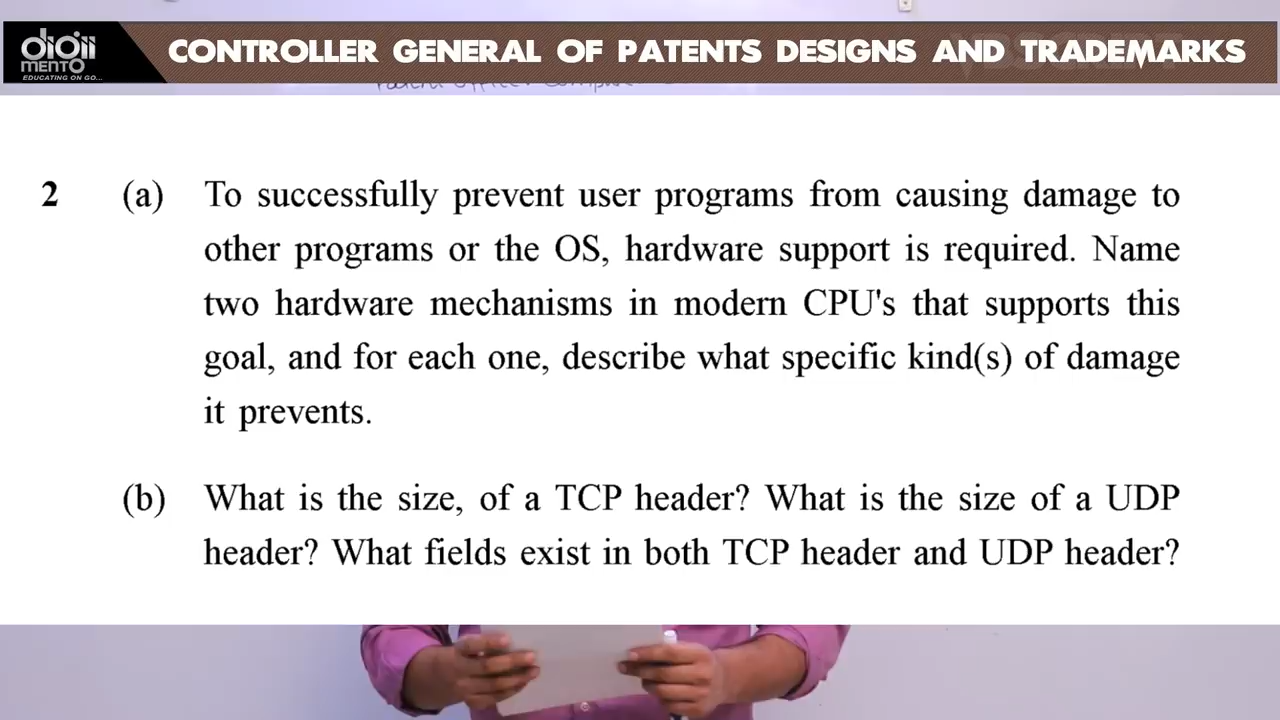 digii
MENTO
EDUCATING ON GO...
CONTROLLER GENERAL OF PATENTS DESIGNS AND TRADEMARKS
2 (a) To successfully prevent user programs from causing damage to
other programs or the OS, hardware support is required. Name
two hardware mechanisms in modern CPU's that supports this
goal, and for each one, describe what specific kind(s) of damage
it prevents.
(b) What is the size, of a TCP header? What is the size of a UDP
header? What fields exist in both TCP header and UDP header?